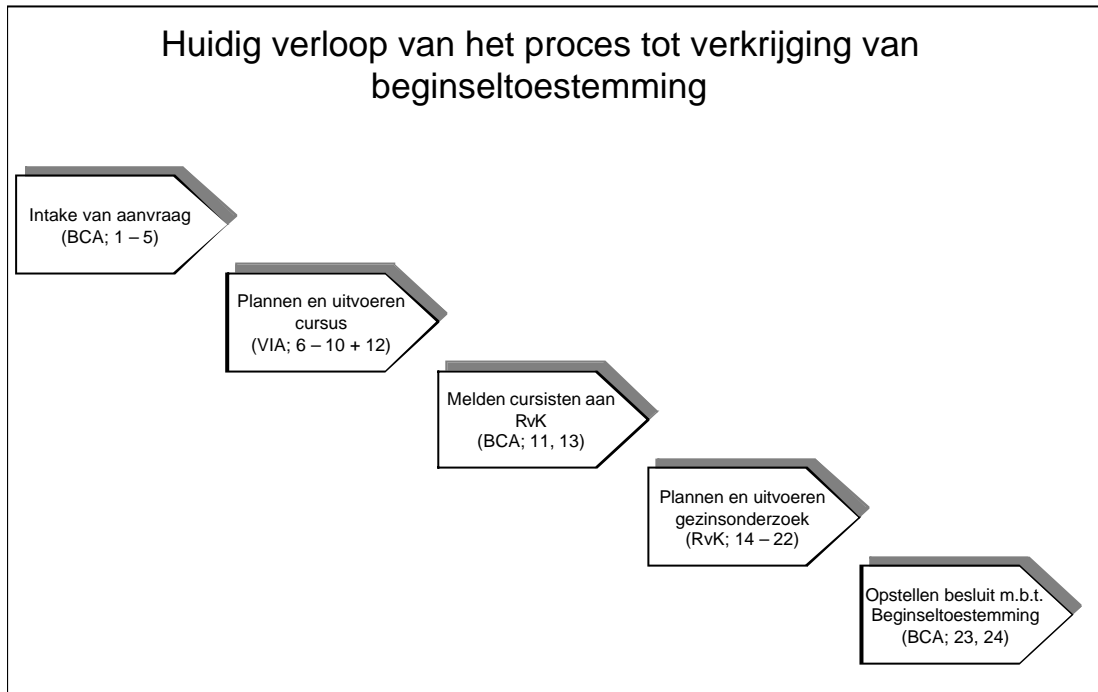 Huidig verloop van het proces tot verkrijging van
beginseltoestemming
Intake van aanvraag
(BCA; 1 – 5)
Plannen en uitvoeren
cursus
(VIA; 6 – 10 + 12)
Melden cursisten aan
RvK
(BCA; 11, 13)
Plannen en uitvoeren
gezinsonderzoek
(RvK; 14 – 22)
Opstellen besluit m.b.t.
Beginseltoestemming
(BCA; 23, 24)